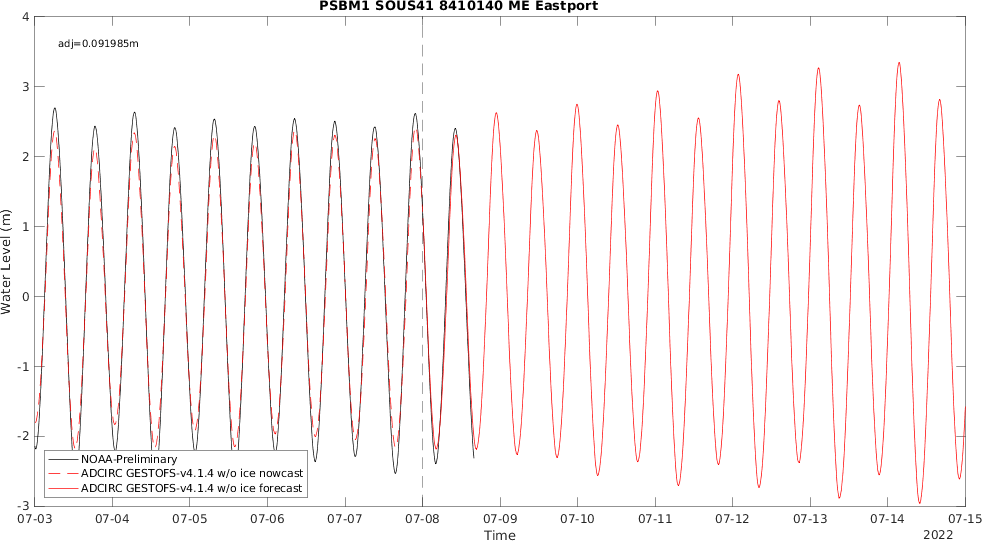 PSBM1 SOUS41 8410140 ME Eastport
adj=0.091985m
Water Level (m)
4
3
2
1
0
-1
-2
-3
NOAA-Preliminary
ADCIRC GESTOFS-v4.1.4 w/o ice nowcast
ADCIRC GESTOFS-v4.1.4 w/o ice forecast
07-03 07-04 07-05 07-06 07-07 07-08 07-09 07-10 07-11 07-12 07-13 07-14 07-15
Time
2022